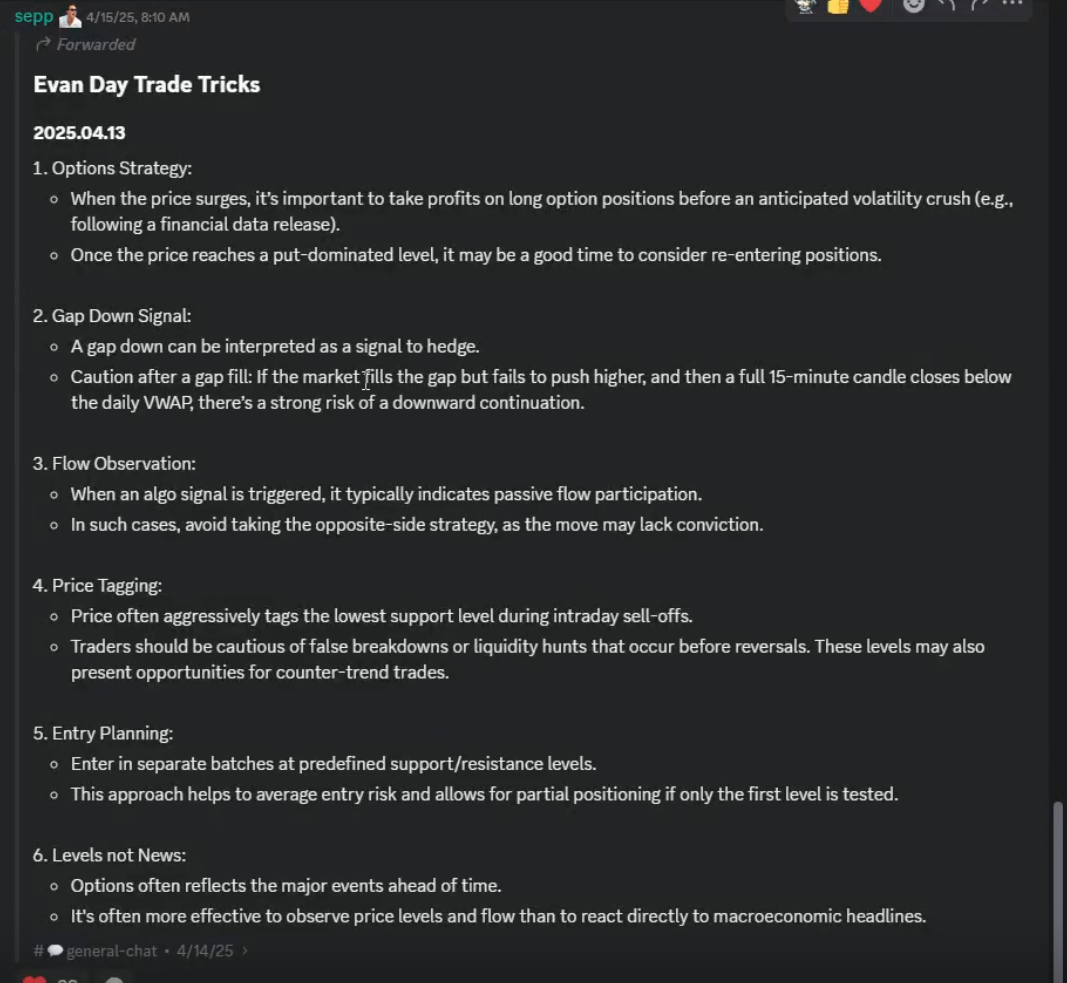 sepp 4/15/25, 8:10 AM
Forwarded
Evan Day Trade Tricks
2025.04.13
1. Options Strategy:
When the price surges, it's important to take profits on long option positions before an anticipated volatility crush (e.g.,
following a financial data release).
Once the price reaches a put-dominated level, it may be a good time to consider re-entering positions.
2. Gap Down Signal:
A gap down can be interpreted as a signal to hedge.
Caution after a gap fill: If the market fills the gap but fails to push higher, and then a full 15-minute candle closes below
the daily VWAP, there's a strong risk of a downward continuation.
3. Flow Observation:
When an algo signal is triggered, it typically indicates passive flow participation.
In such cases, avoid taking the opposite-side strategy, as the move may lack conviction.
4. Price Tagging:
Price often aggressively tags the lowest support level during intraday sell-offs.
Traders should be cautious of false breakdowns or liquidity hunts that occur before reversals. These levels may also
present opportunities for counter-trend trades.
5. Entry Planning:
Enter in separate batches at predefined support/resistance levels.
This approach helps to average entry risk and allows for partial positioning if only the first level is tested.
6. Levels not News:
Options often reflects the major events ahead of time.
It's often more effective to observe price levels and flow than to react directly to macroeconomic headlines.
# general-chat • 4/14/25 ›